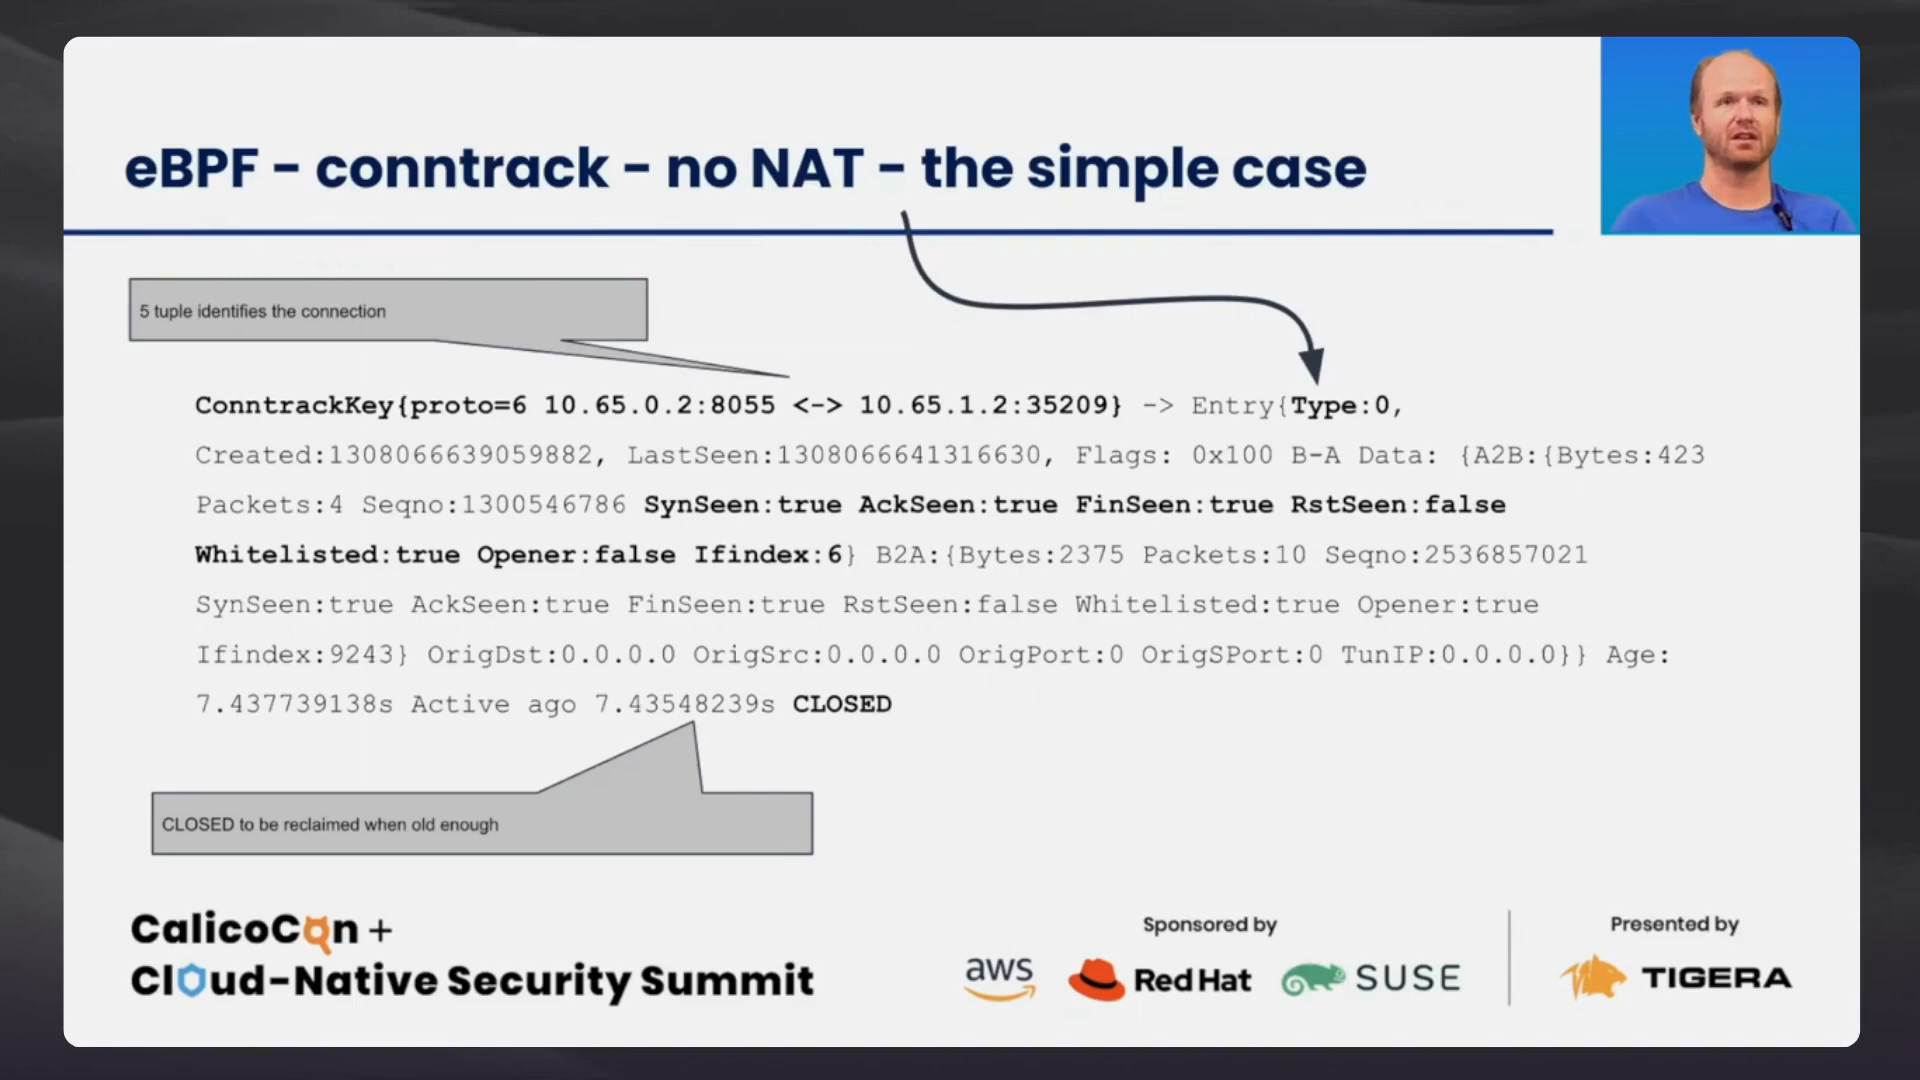 eBPF - conntrack - no NAT - the simple case
5 tuple identifies the connection
ConntrackKey{proto=6 10.65.0.2:8055 <-> 10.65.1.2:35209} -> Entry{Type:0,
Created:1308066639059882, LastSeen:1308066641316630, Flags: 0x100 B-A Data: {A2B:{Bytes:423
Packets:4 Seqno:1300546786 SynSeen:true AckSeen:true FinSeen:true RstSeen:false
Whitelisted:true Opener:false Ifindex:6} B2A:{Bytes:2375 Packets:10 Seqno:2536857021
SynSeen:true AckSeen:true FinSeen:true RstSeen:false Whitelisted:true Opener:true
Ifindex:9243} OrigDst:0.0.0.0 OrigSrc:0.0.0.0 OrigPort:0 OrigSPort:0 TunIP:0.0.0.0}} Age:
7.437739138s Active ago 7.43548239s CLOSED
CLOSED to be reclaimed when old enough
CalicoCon +
Cloud-Native Security Summit
Sponsored by
aws
Red Hat
SUSE
Presented by
TIGERA